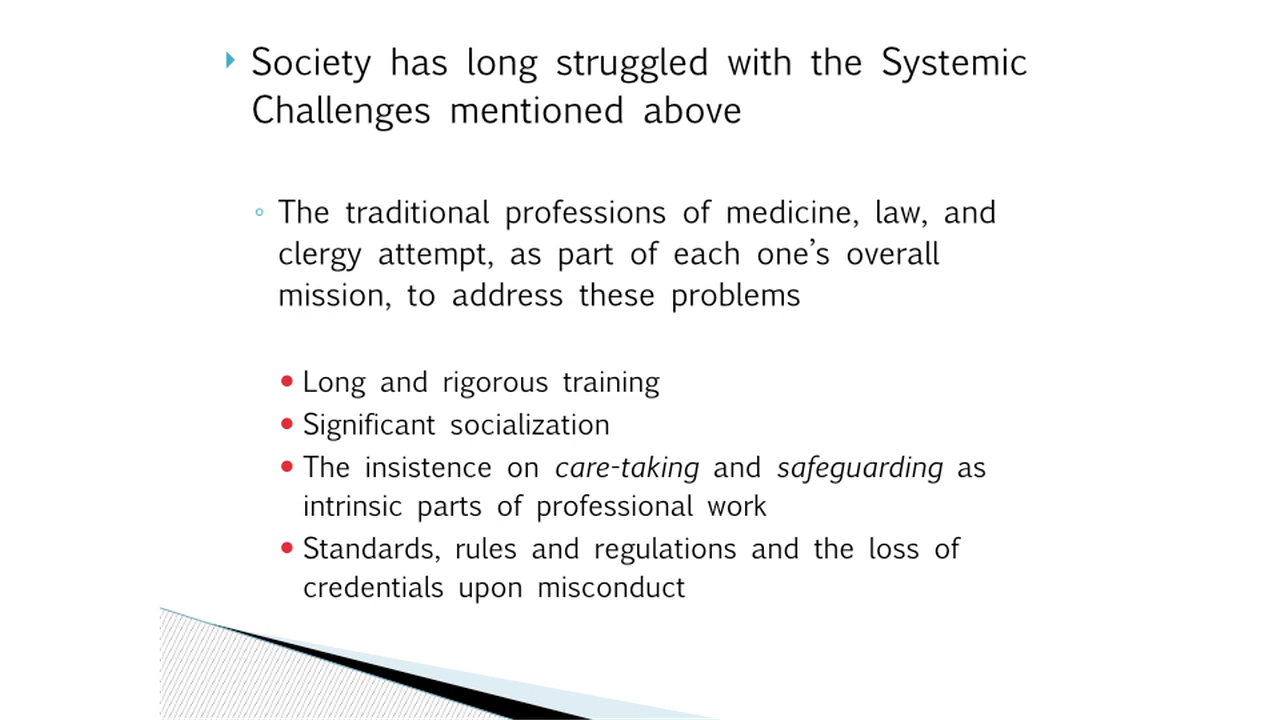 Society has long struggled with the Systemic
Challenges mentioned above
The traditional professions of medicine, law, and
clergy attempt, as part of each one’s overall
mission, to address these problems
Long and rigorous training
Significant socialization
The insistence on care-taking and safeguarding as
intrinsic parts of professional work
Standards, rules and regulations and the loss of
credentials upon misconduct